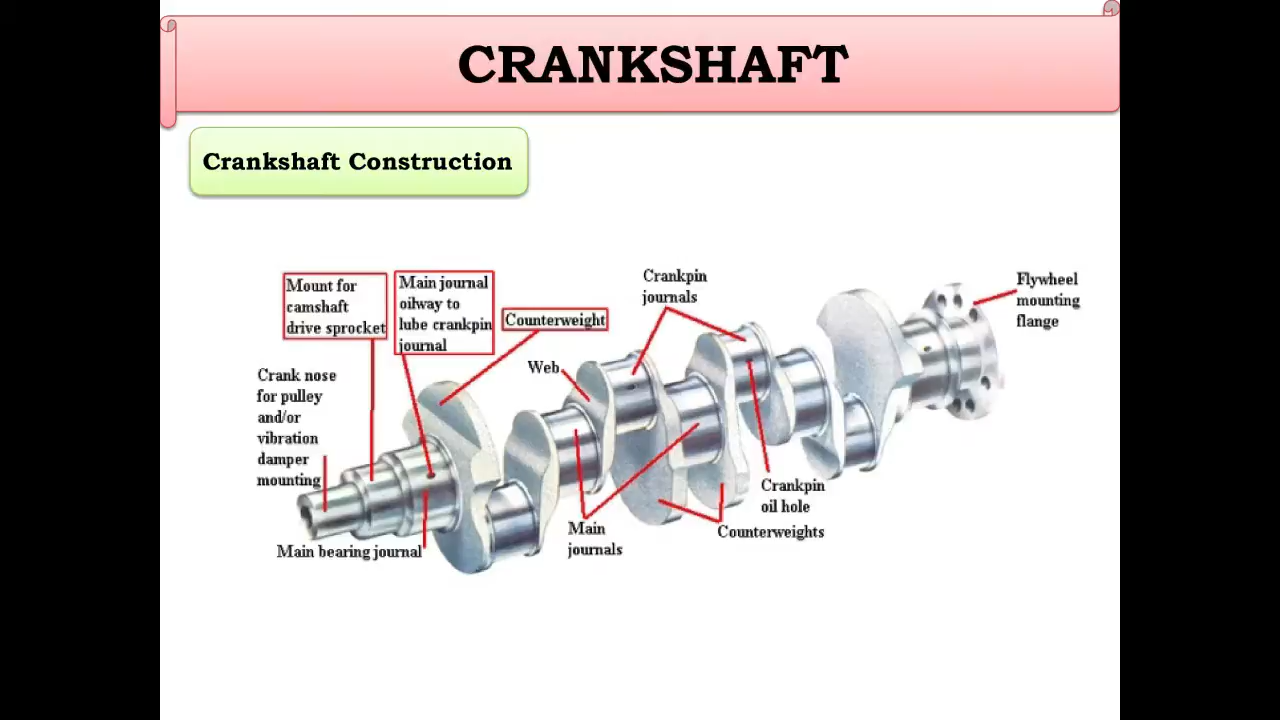 CRANKSHAFT
Crankshaft Construction
Mount for
camshaft
drive sprocket
Main journal
oilway to
lube crankpin
journal
Counterweight
Crankpin
journals
Flywheel
mounting
flange
Web
Crank nose
for pulley
and/or
vibration
damper
mounting
Main bearing journal
Main
journals
Crankpin
oil hole
Counterweights